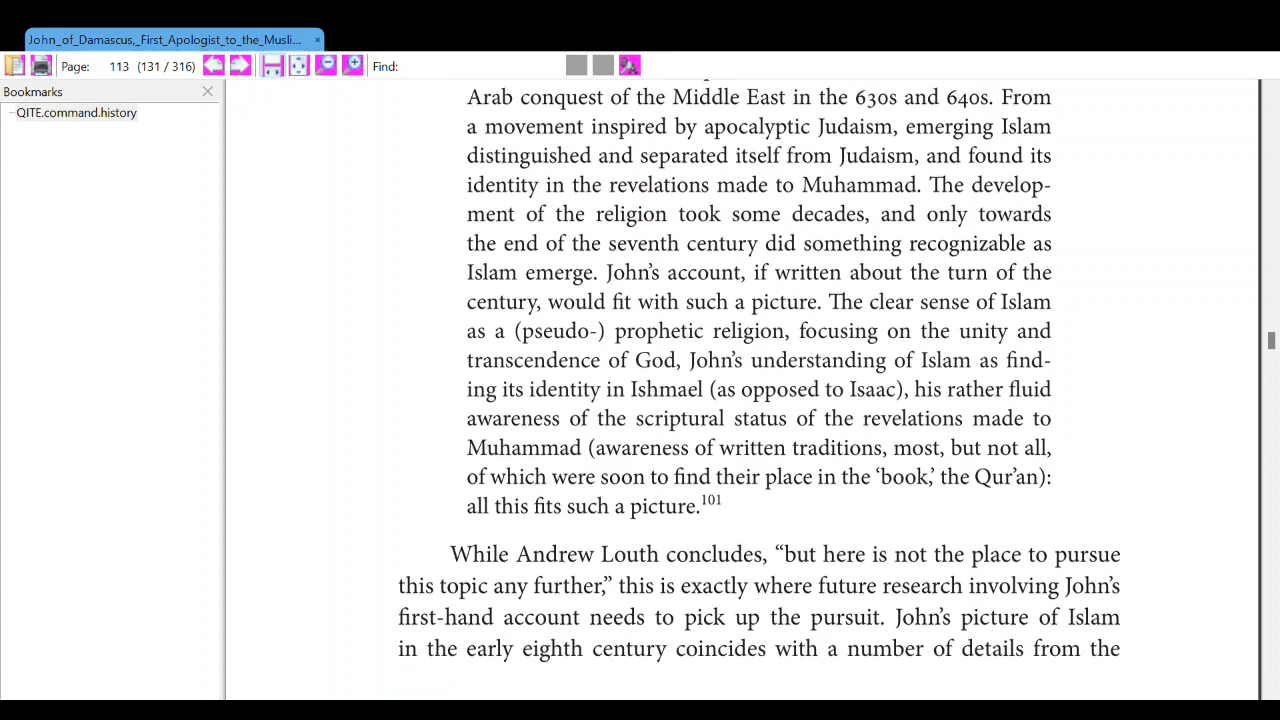 John_of_Damascus,_First_Apologist_to_the_Musli...
Page: 113 (131 / 316) Find:
Bookmarks
QITE.command.history
Arab conquest of the Middle East in the 630s and 640s. From
a movement inspired by apocalyptic Judaism, emerging Islam
distinguished and separated itself from Judaism, and found its
identity in the revelations made to Muhammad. The develop-
ment of the religion took some decades, and only towards
the end of the seventh century did something recognizable as
Islam emerge. John's account, if written about the turn of the
century, would fit with such a picture. The clear sense of Islam
as a (pseudo-) prophetic religion, focusing on the unity and
transcendence of God, John's understanding of Islam as find-
ing its identity in Ishmael (as opposed to Isaac), his rather fluid
awareness of the scriptural status of the revelations made to
Muhammad (awareness of written traditions, most, but not all,
of which were soon to find their place in the ‘book,’ the Qur'an):
all this fits such a picture.101
While Andrew Louth concludes, “but here is not the place to pursue
this topic any further,” this is exactly where future research involving John's
first-hand account needs to pick up the pursuit. John's picture of Islam
in the early eighth century coincides with a number of details from the